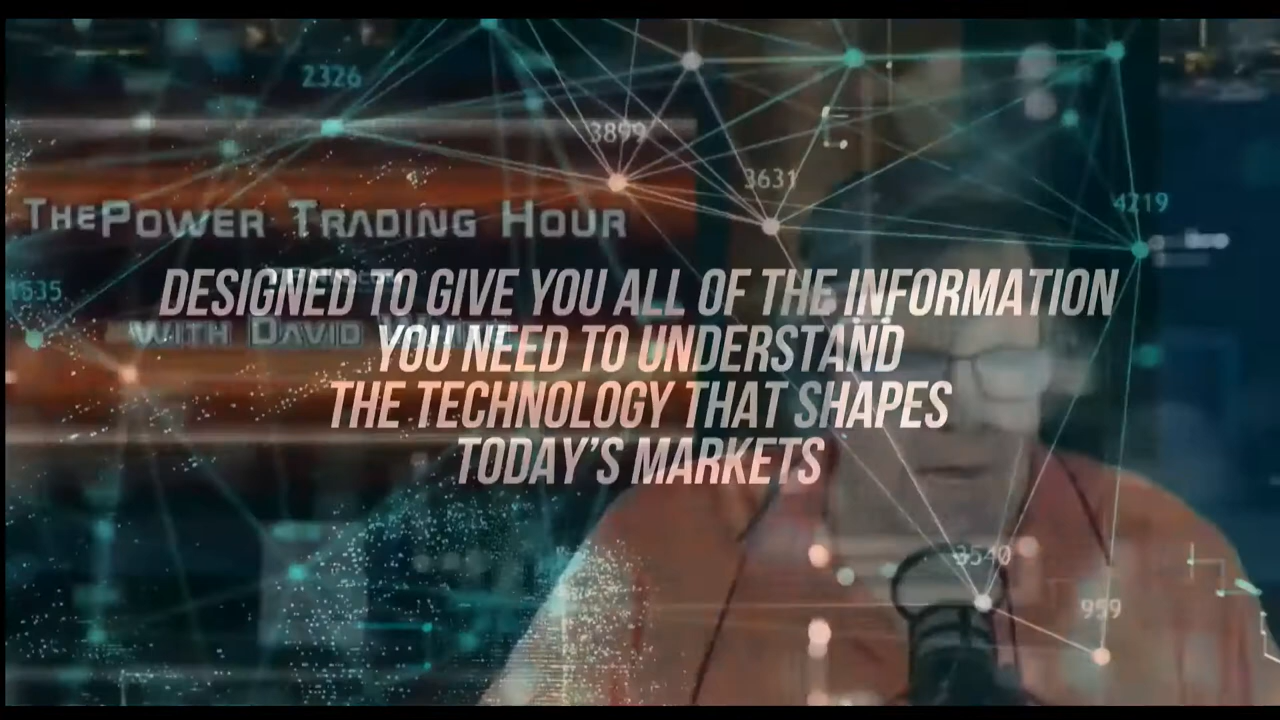 2326
3899
3631
4219
THEPOWER TRADING HOUR
1635
DESIGNED TO GIVE YOU ALL OF THE INFORMATION
WITH DAVID
YOU NEED TO UNDERSTAND
THE TECHNOLOGY THAT SHAPES
TODAY'S MARKETS
3540
959